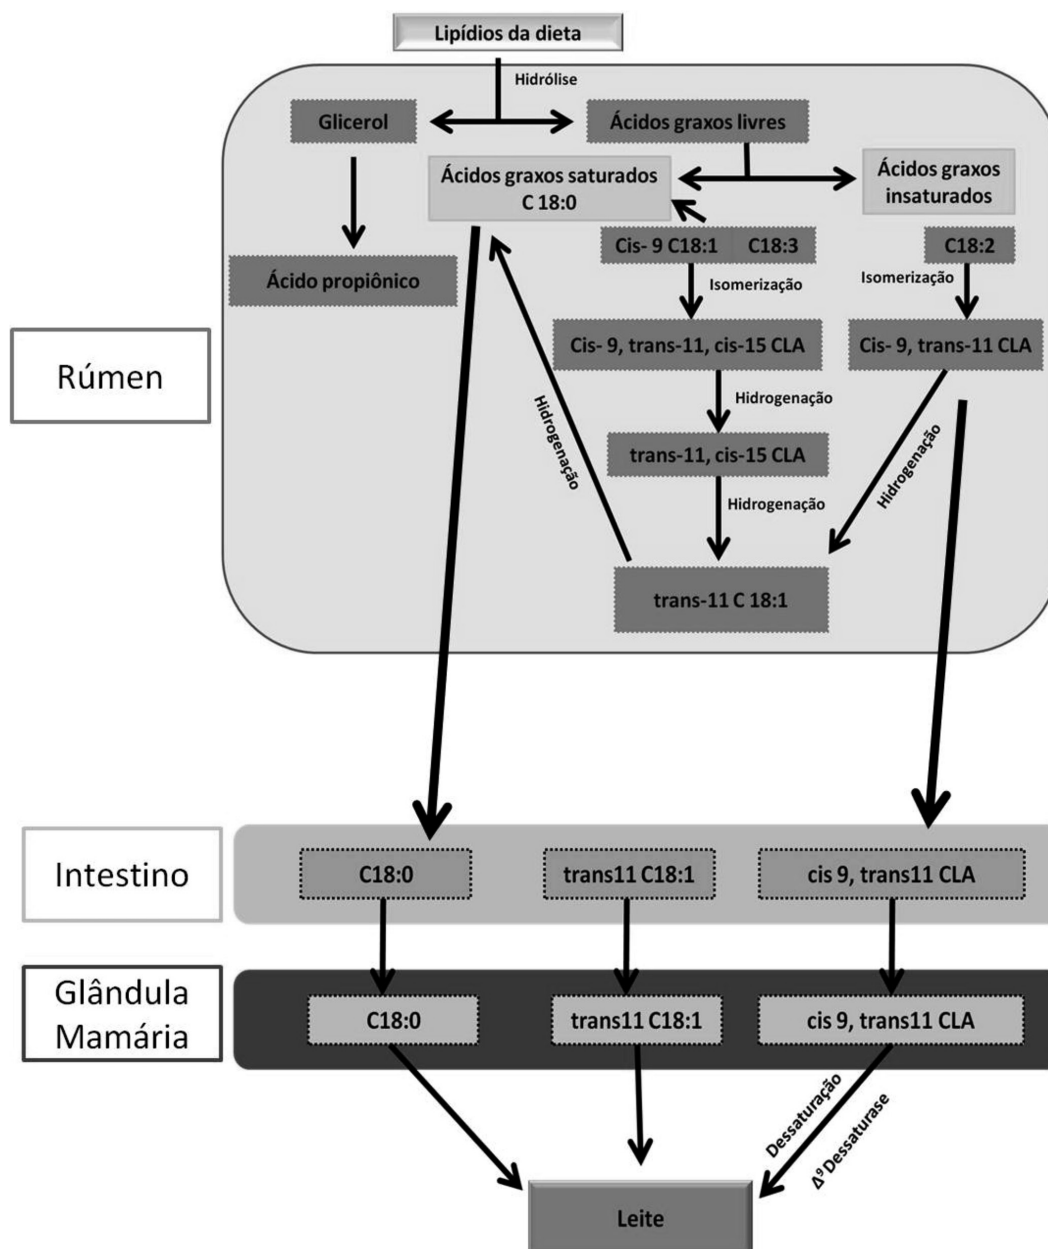 Lipídios da dieta
Hidrólise
Glicerol
Ácidos graxos livres
Ácidos graxos saturados
C 18:0
Ácidos graxos
insaturados
Cis- 9 C18:1
C18:3
C18:2
Ácido propiônico
Isomerização
Isomerização
Rúmen
Cis- 9, trans-11, cis-15 CLA
Cis- 9, trans-11 CLA
Hidrogenação
Hidrogenação
Hidrogenação
trans-11, cis-15 CLA
Hidrogenação
trans-11 C 18:1
Intestino
C18:0
trans11 C18:1
cis 9, trans11 CLA
Glândula
Mamária
C18:0
trans11 C18:1
cis 9, trans11 CLA
Dessaturação
Δ⁹ Dessaturase
Leite